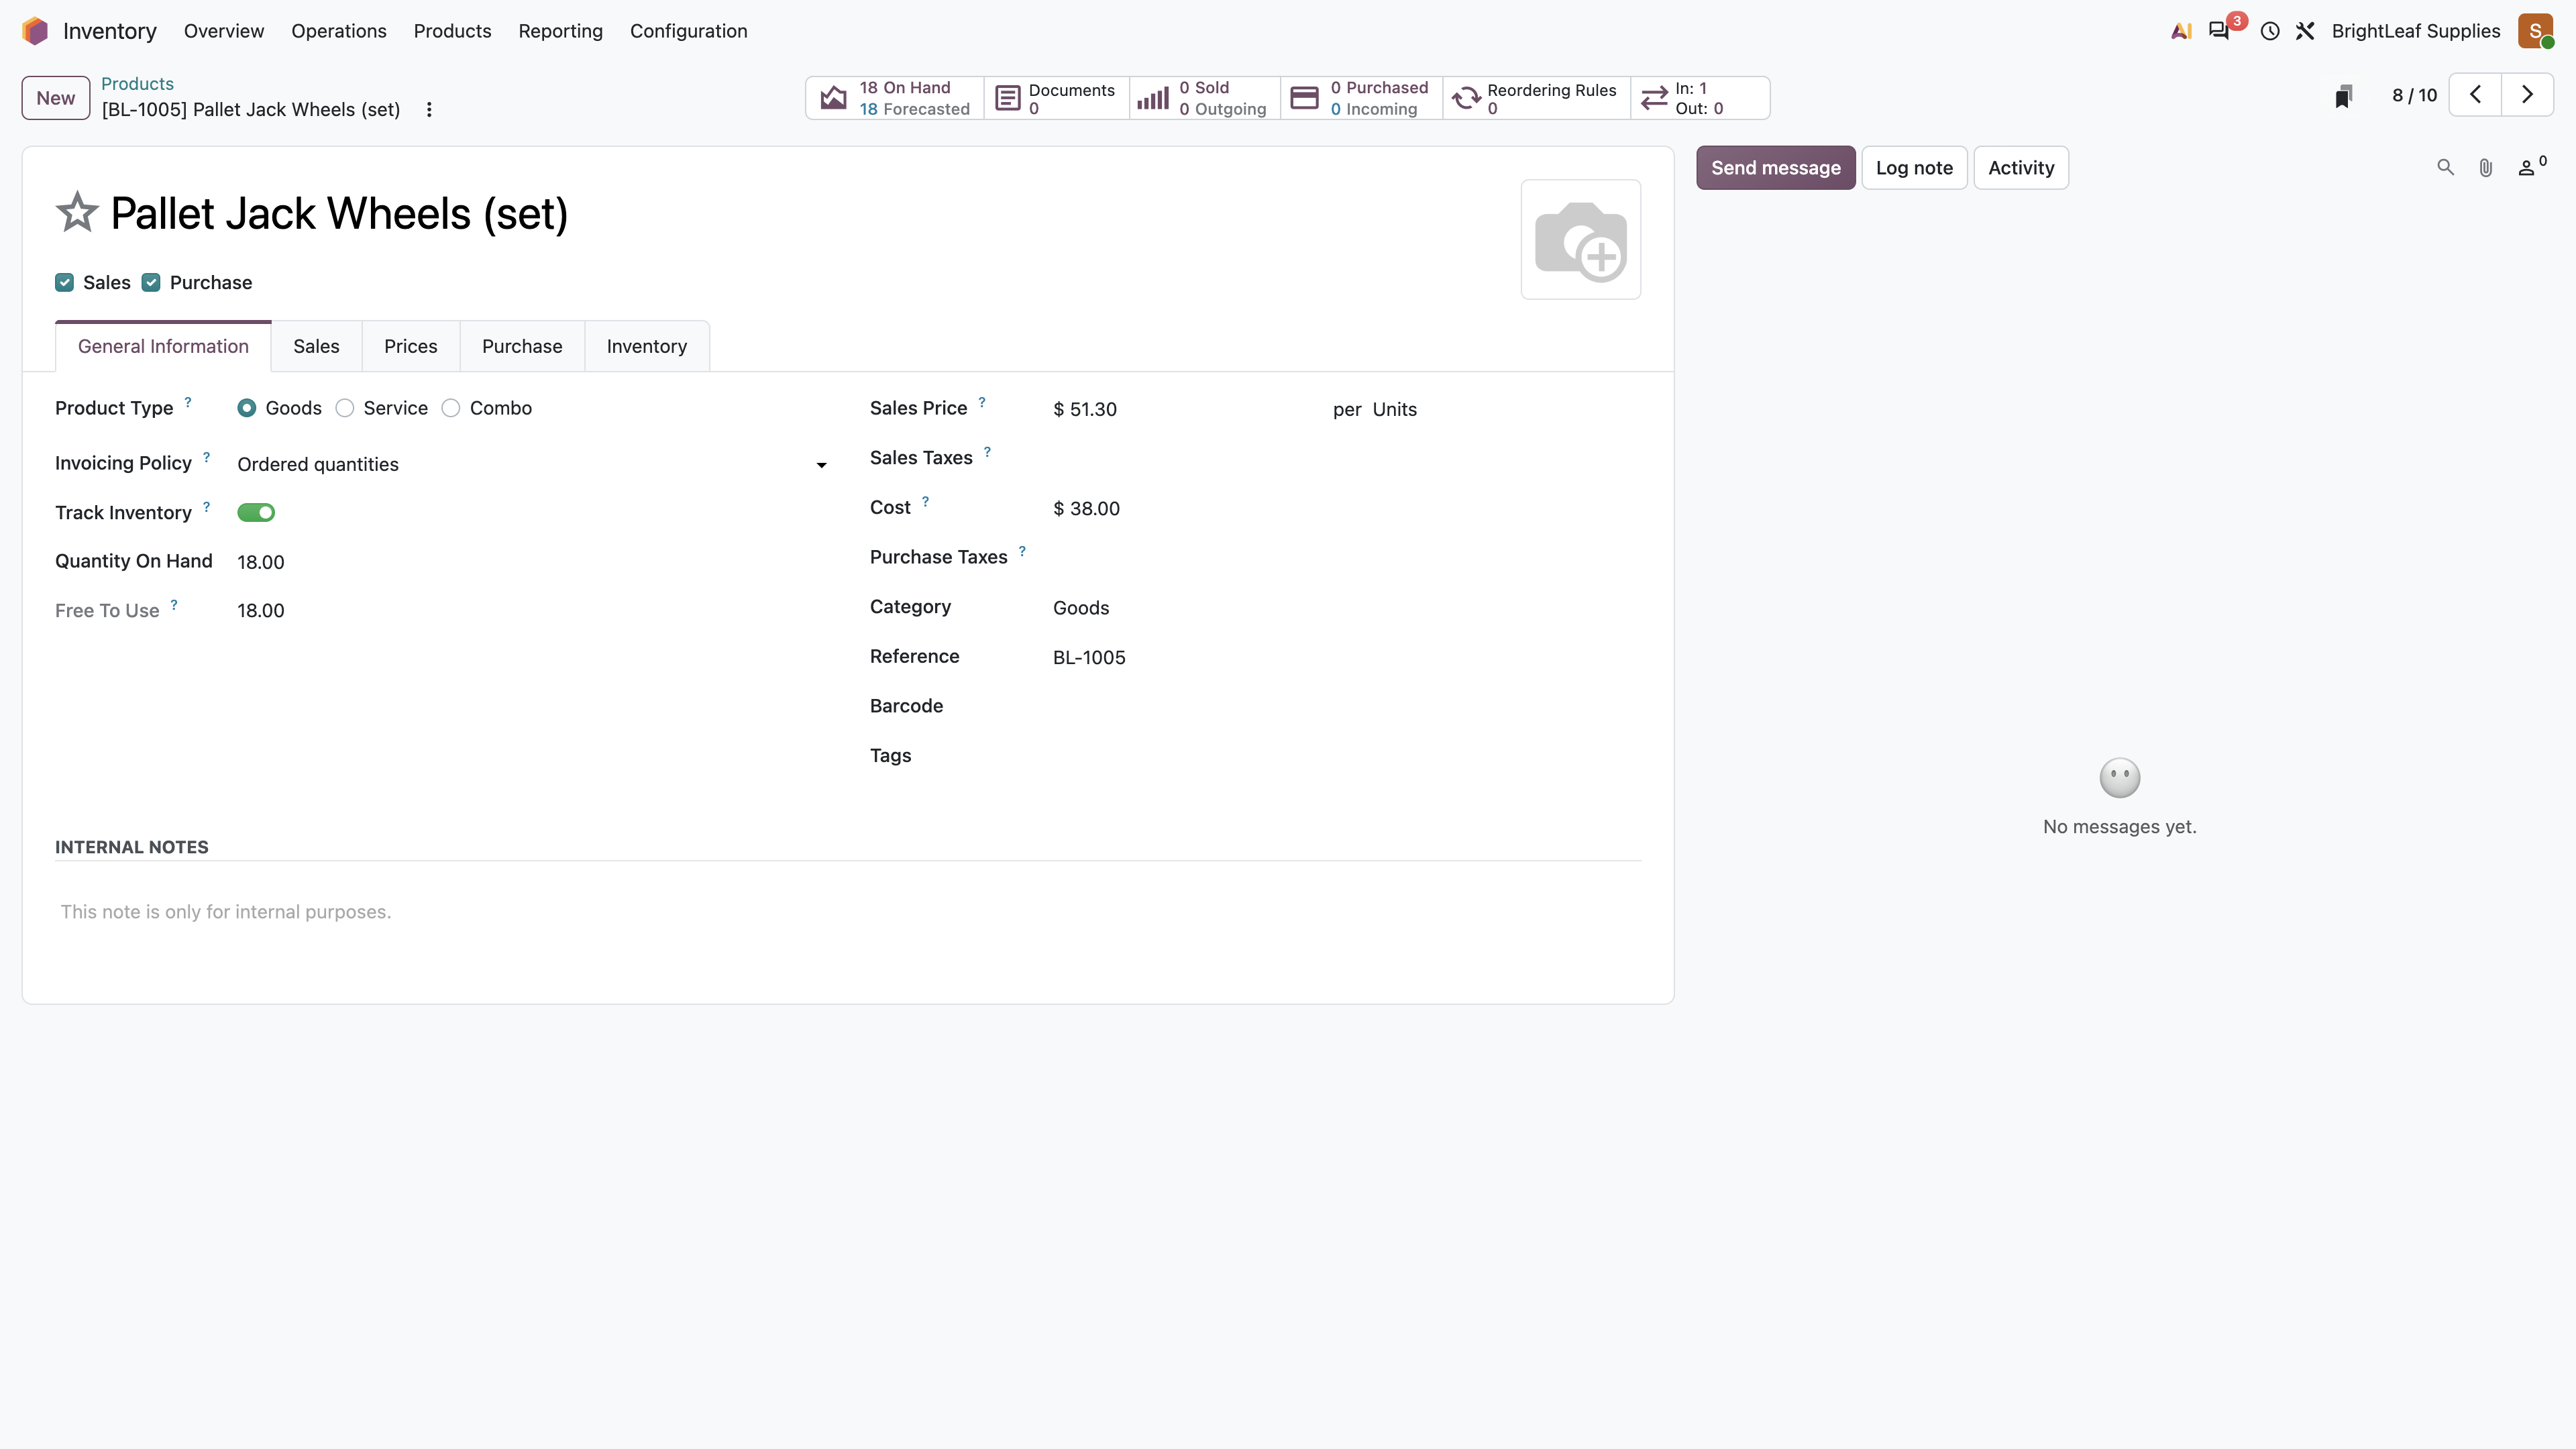 Inventory Overview Operations Products Reporting Configuration
AI 3 BrightLeaf Supplies S
New
Products
[BL-1005] Pallet Jack Wheels (set)
18 On Hand
18 Forecasted
Documents
0
0 Sold
0 Outgoing
0 Purchased
0 Incoming
Reordering Rules
0
In: 1
Out: 0
8 / 10
Pallet Jack Wheels (set)
Sales Purchase
General Information Sales Prices Purchase Inventory
Product Type ? Goods Service Combo
Invoicing Policy ? Ordered quantities
Track Inventory ?
Quantity On Hand 18.00
Free To Use ? 18.00
Sales Price ? $ 51.30 per Units
Sales Taxes ?
Cost ? $ 38.00
Purchase Taxes ?
Category Goods
Reference BL-1005
Barcode
Tags
INTERNAL NOTES
This note is only for internal purposes.
Send message Log note Activity 0
No messages yet.